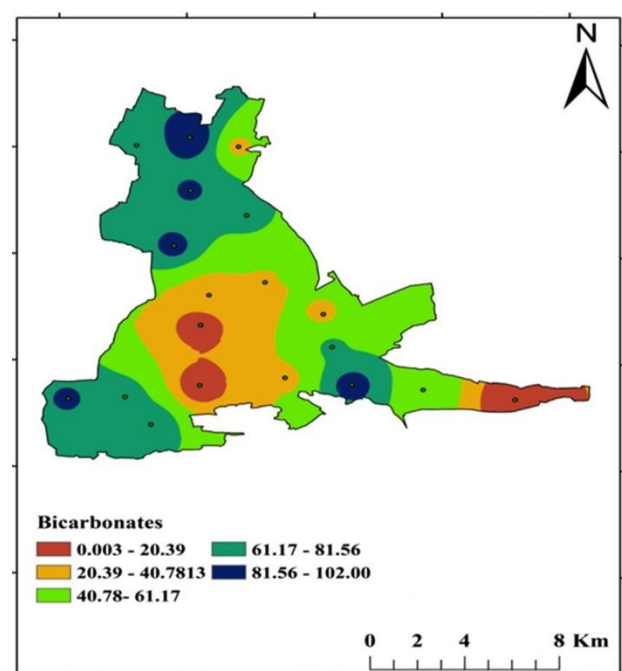 N
Bicarbonates
0.003 - 20.39
61.17 - 81.56
20.39 - 40.7813
81.56 - 102.00
40.78- 61.17
0 2 4 8 Km